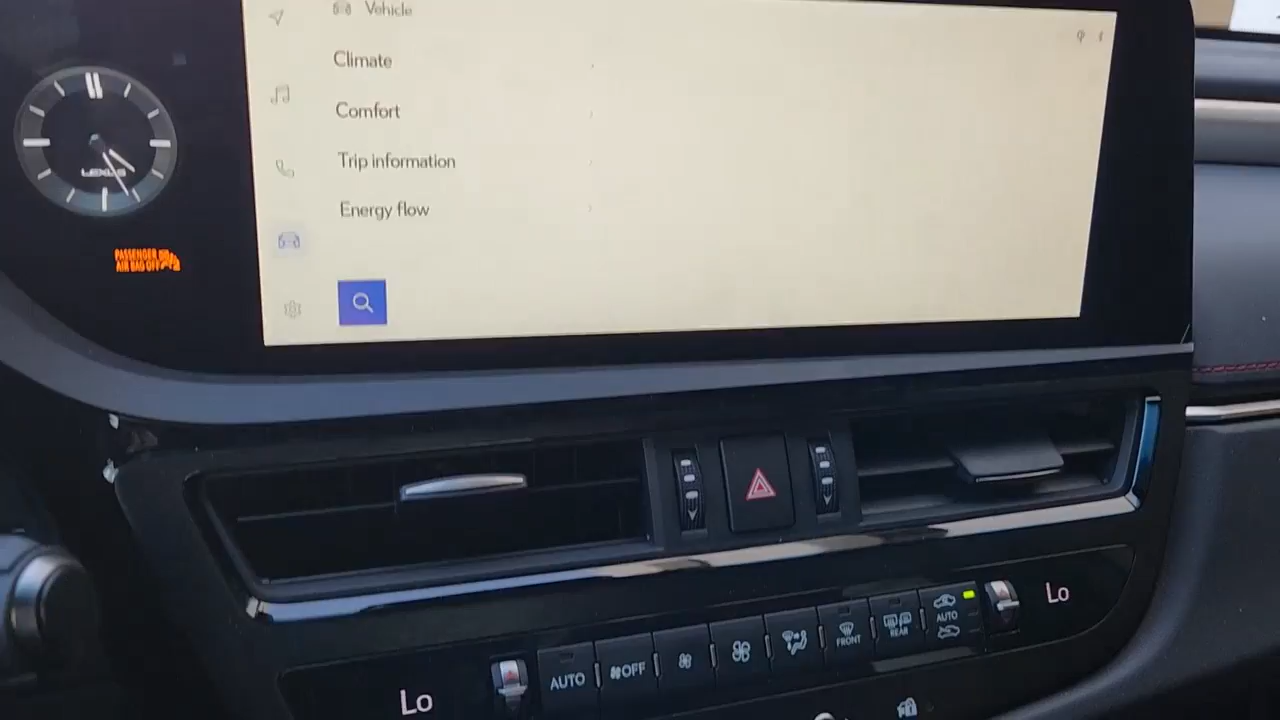 Vehicle
Climate
Comfort
Trip information
Energy flow
LEXUS
PASSENGER
AIR BAG OFF
Lo
AUTO
OFF
FRONT
REAR
AUTO
Lo